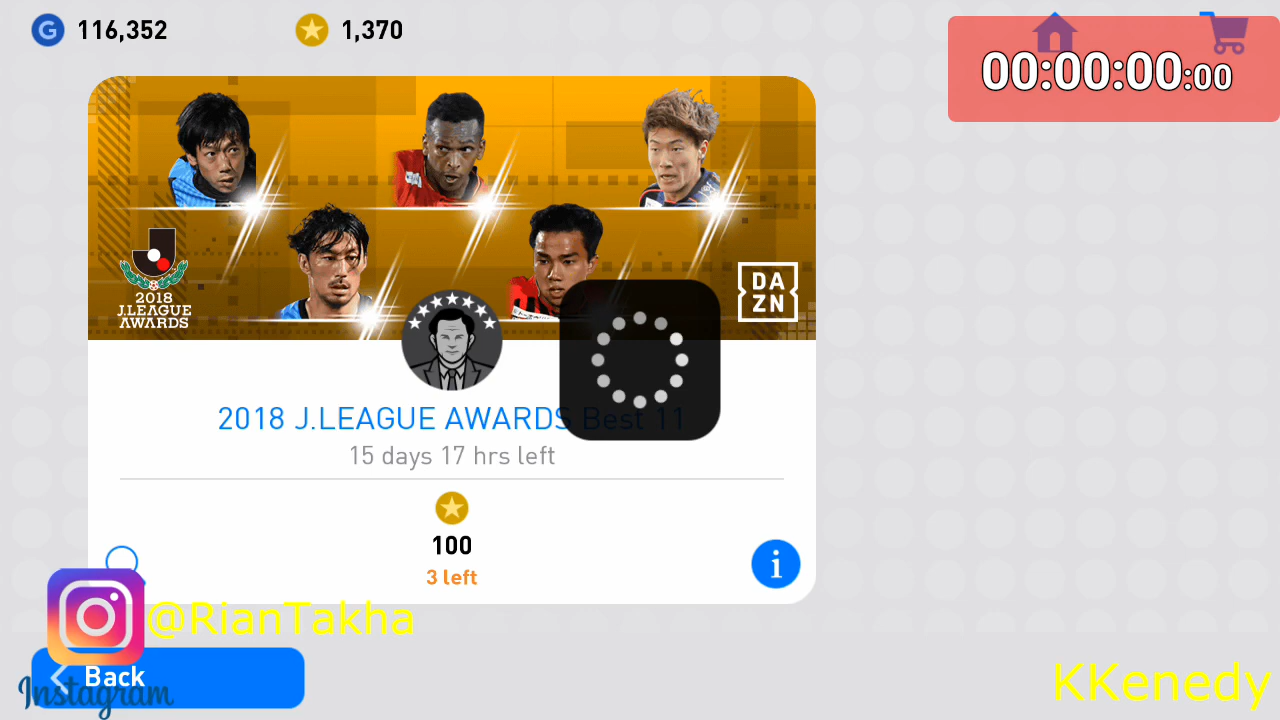 G 116,352
1,370
00:00:00:00
2018
J.LEAGUE
AWARDS
DA
ZN
2018 J.LEAGUE AWARDS Best 11
15 days 17 hrs left
100
3 left
i
@RianTakha
Back
Instagram
KKenedy